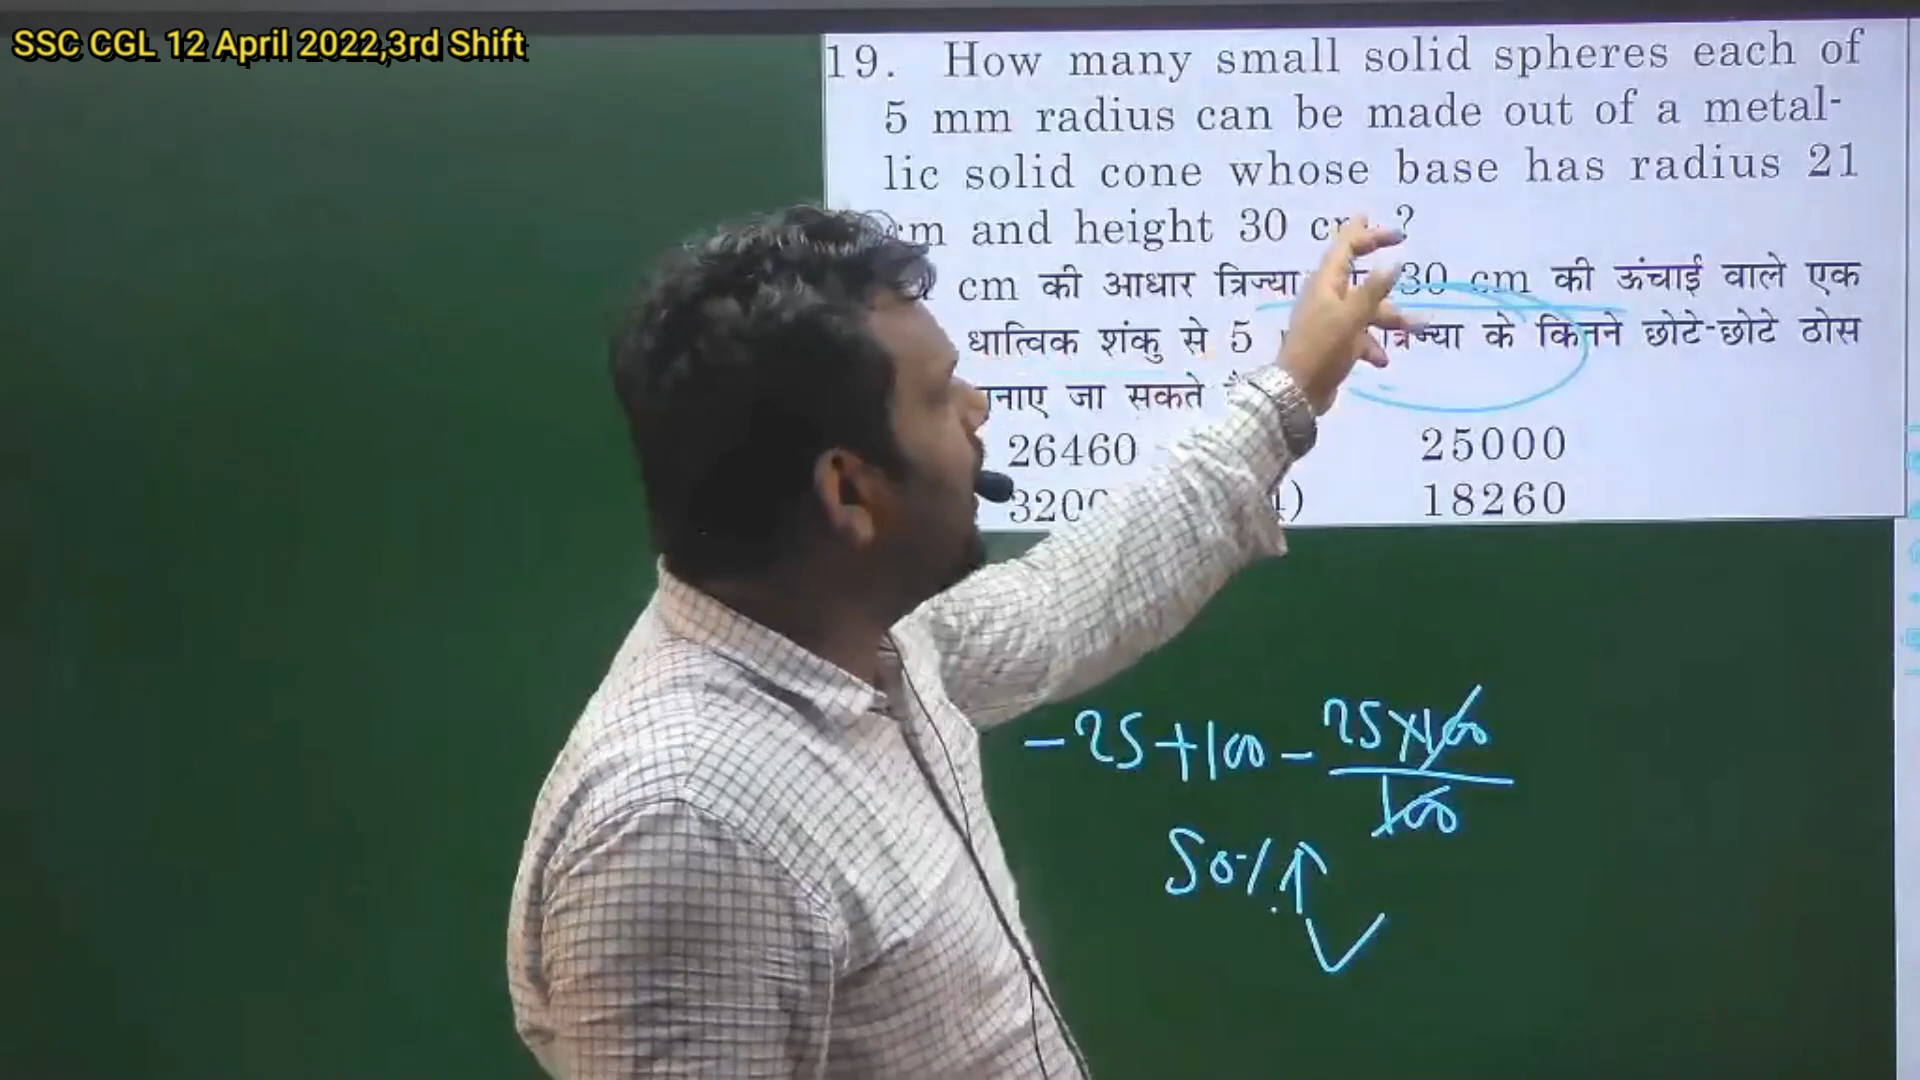 SSC CGL 12 April 2022,3rd Shift
19. How many small solid spheres each of
5 mm radius can be made out of a metal-
lic solid cone whose base has radius 21
cm and height 30 ?
cm की आधार त्रिज्या 30 cm की ऊंचाई वाले एक
धात्विक शंकु से 5 के कितने छोटे-छोटे ठोस
जा सकते
26460 25000
18260
-25+100-25×100/100
50%↑